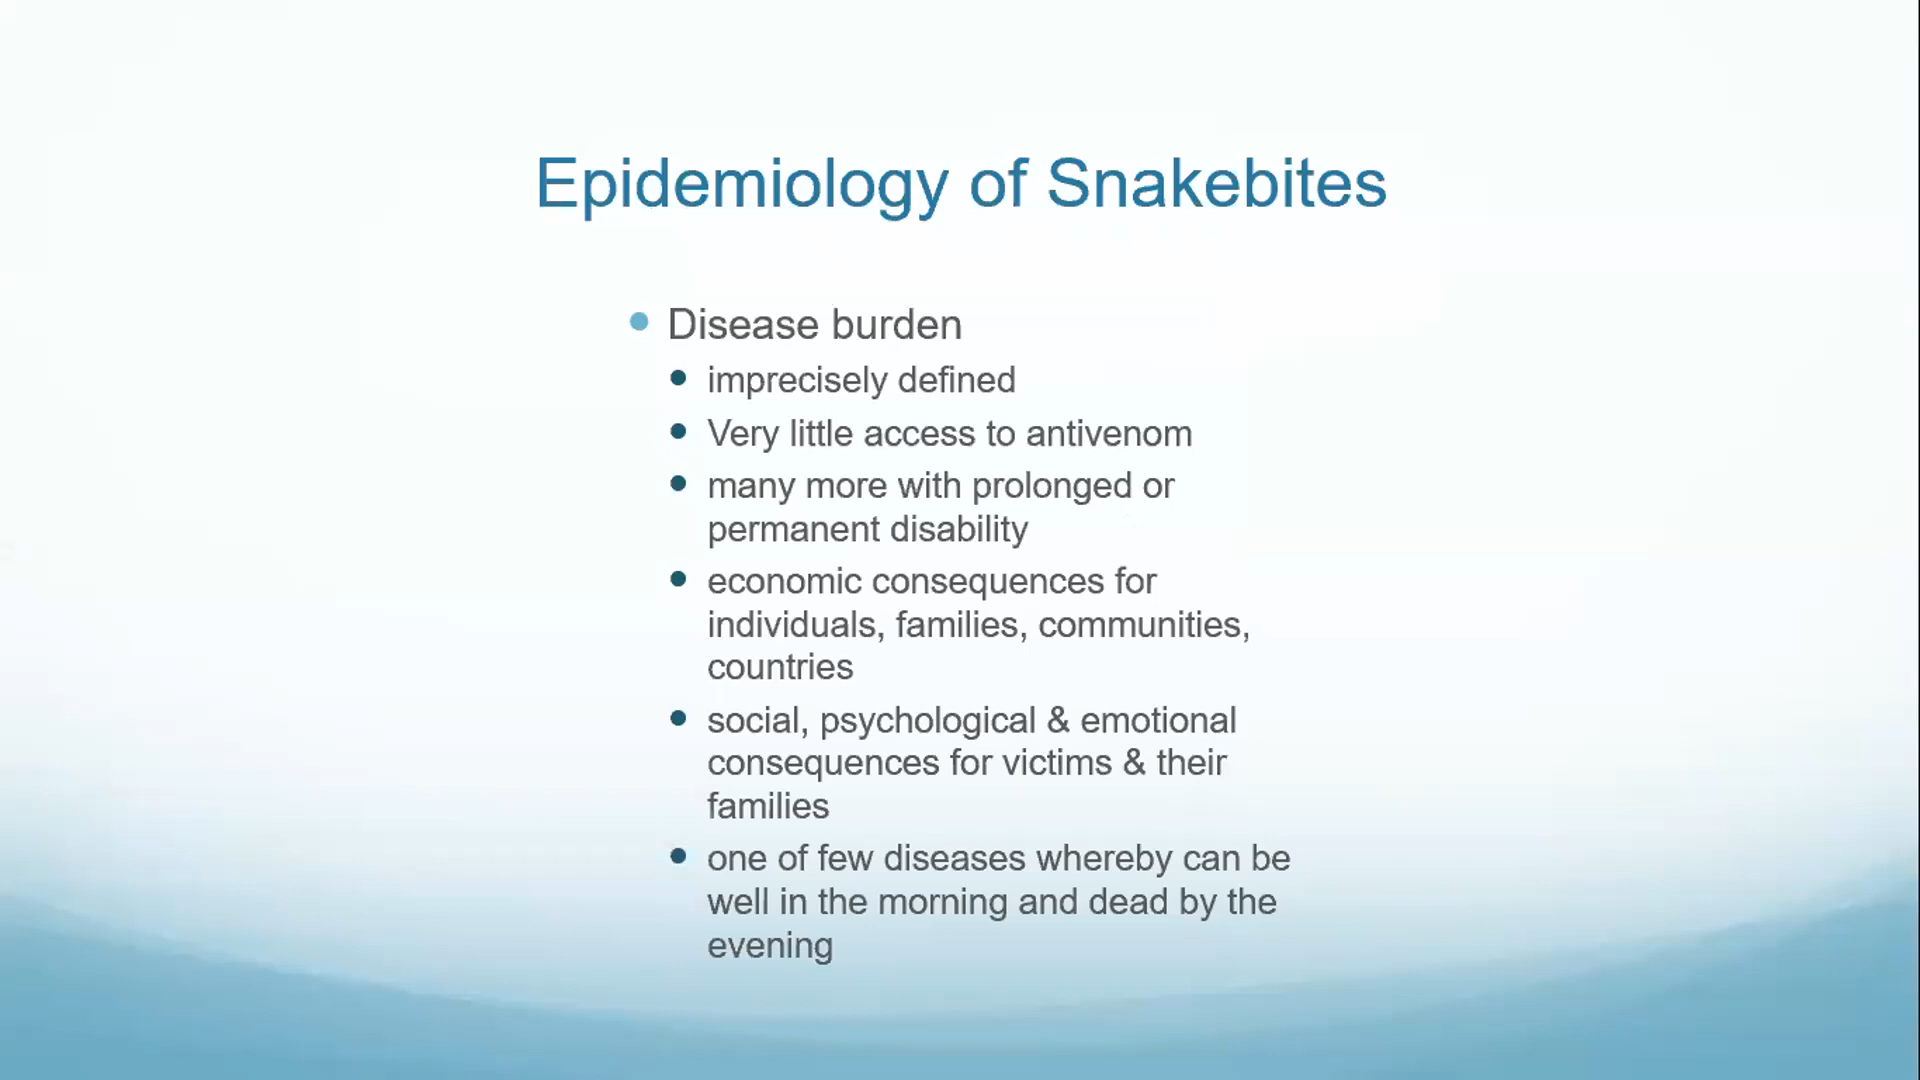 Epidemiology of Snakebites
Disease burden
imprecisely defined
Very little access to antivenom
many more with prolonged or
permanent disability
economic consequences for
individuals, families, communities,
countries
social, psychological & emotional
consequences for victims & their
families
one of few diseases whereby can be
well in the morning and dead by the
evening